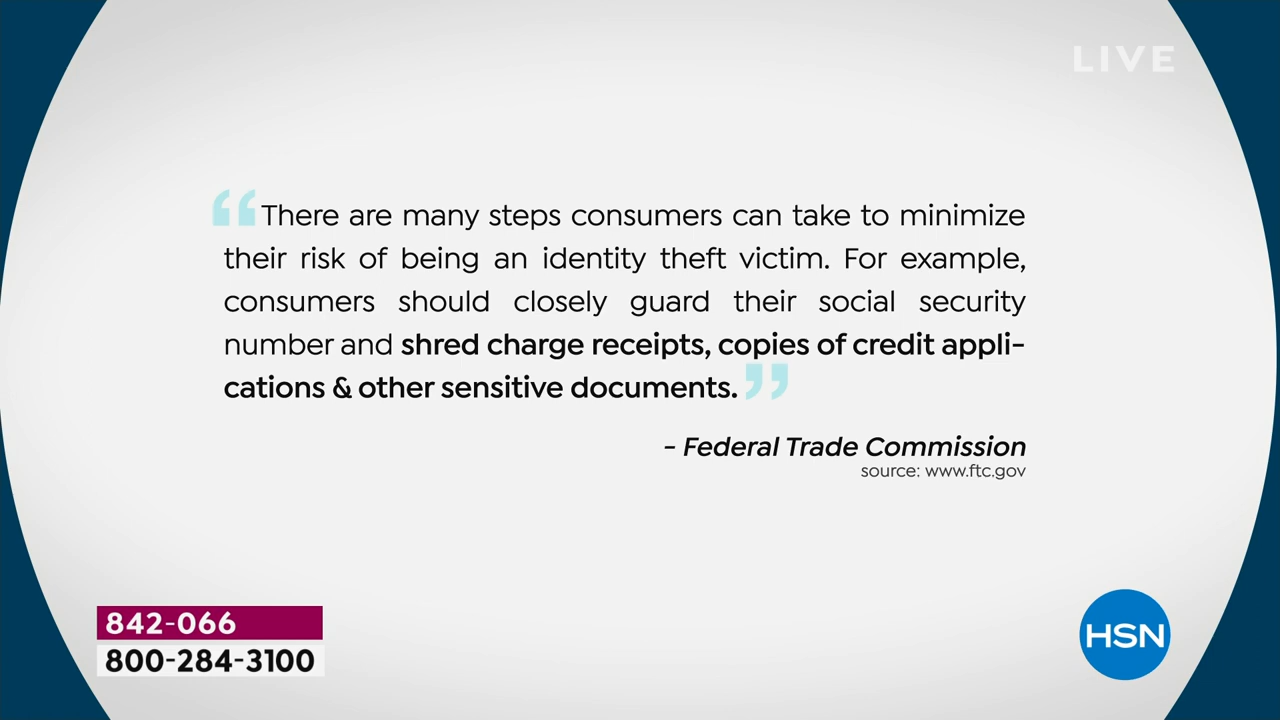 LIVE
“There are many steps consumers can take to minimize
their risk of being an identity theft victim. For example,
consumers should closely guard their social security
number and shred charge receipts, copies of credit appli-
cations & other sensitive documents.”
- Federal Trade Commission
source: www.ftc.gov
842-066
800-284-3100
HSN